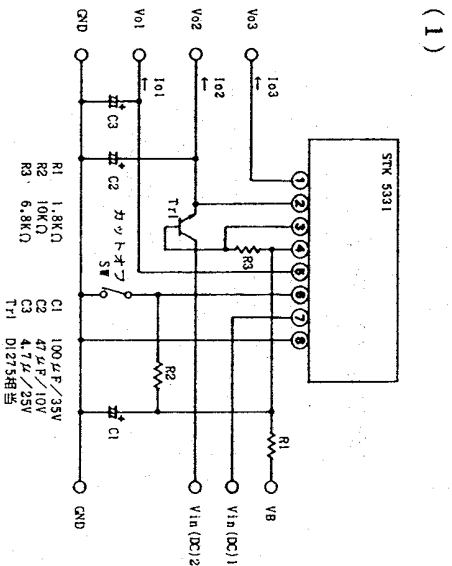 (1)
STK 5331
① ② ③ ④ ⑤ ⑥ ⑦ ⑧
Vo3
Io3
Vo2
Io2
Vo1
Io1
GND
C3
C2
Tr1
R3
カットオフ
SW
R2
C1
R1
VB
Vin(DC)1
Vin(DC)2
GND
R1 1.8KΩ
R2 10KΩ
R3 6.8KΩ
C1 100μF/35V
C2 47μF/10V
C3 4.7μ/25V
Tr1 D1275相当